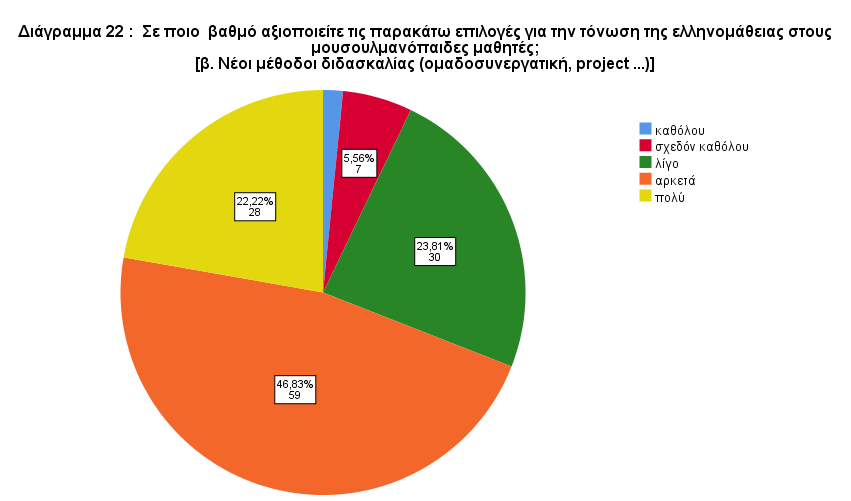 Διάγραμμα 22 :  Σε ποιο  βαθμό αξιοποιείτε τις παρακάτω επιλογές για την τόνωση της ελληνομάθειας στους
μουσουλμανόπαιδες μαθητές;
[β. Νέοι μέθοδοι διδασκαλίας (ομαδοσυνεργατική, project ...)]
καθόλου
σχεδόν καθόλου
λίγο
αρκετά
πολύ
5,56%
7
22,22%
28
23,81%
30
46,83%
59